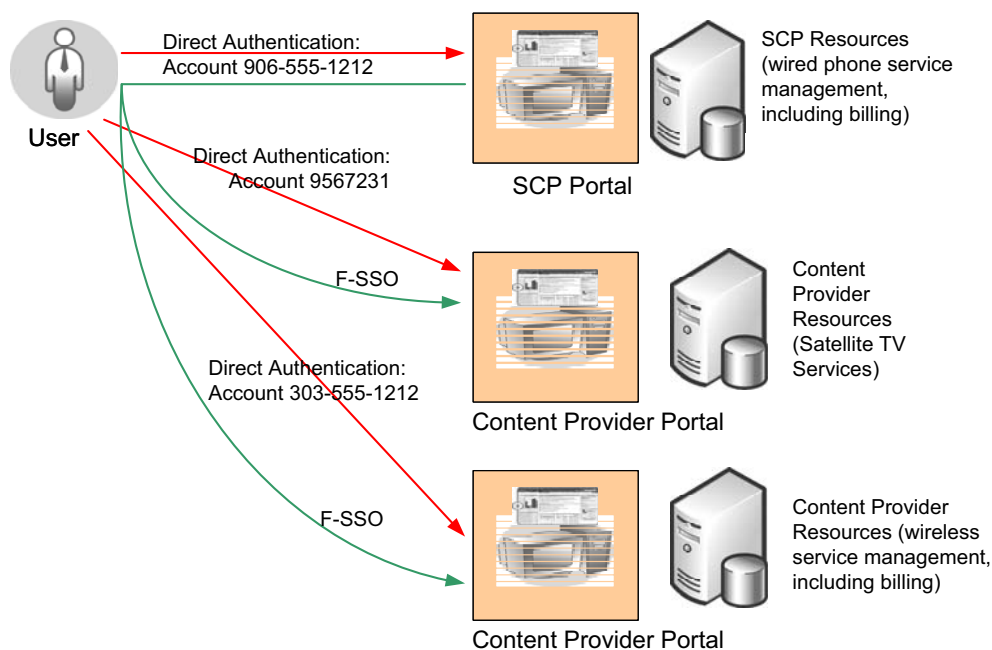 Direct Authentication:
Account 906-555-1212
SCP Resources
(wired phone service
management,
including billing)
User
SCP Portal
Direct Authentication:
Account 9567231
F-SSO
Content
Provider
Resources
(Satellite TV
Services)
Content Provider Portal
Direct Authentication:
Account 303-555-1212
F-SSO
Content Provider
Resources (wireless
service management,
including billing)
Content Provider Portal